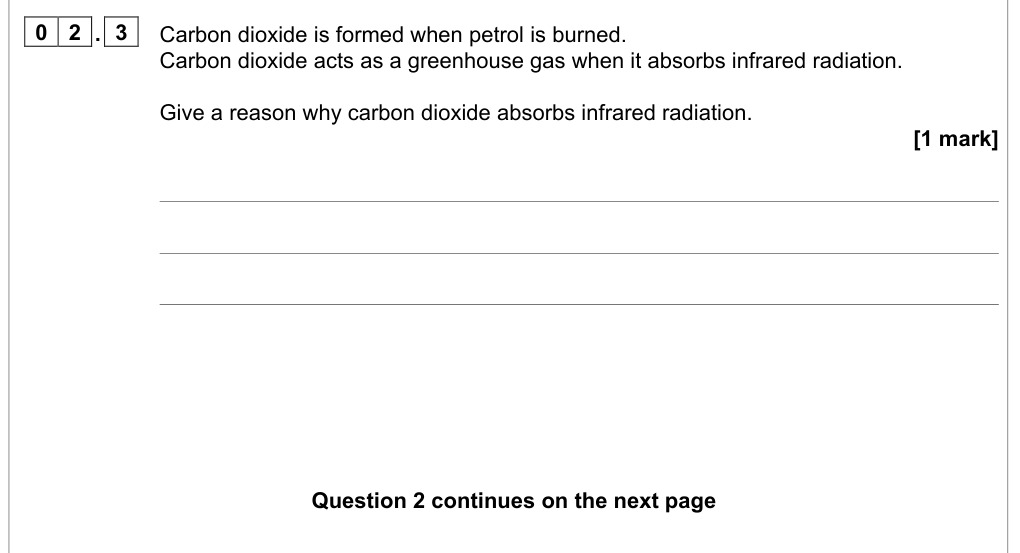 0 2 . 3 Carbon dioxide is formed when petrol is burned.
Carbon dioxide acts as a greenhouse gas when it absorbs infrared radiation.
Give a reason why carbon dioxide absorbs infrared radiation.
[1 mark]
Question 2 continues on the next page